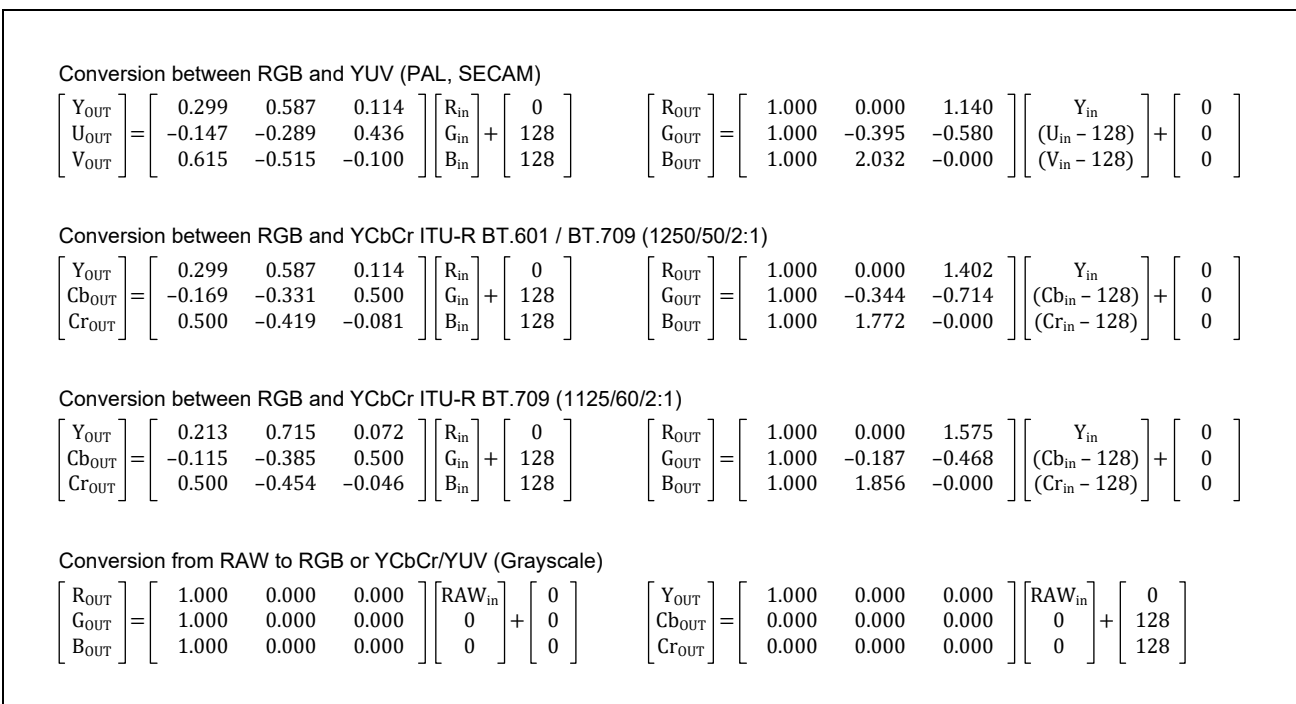 Conversion between RGB and YUV (PAL, SECAM)
[Y_OUT] = [0.299 0.587 0.114] [R_in] + [0] [R_OUT] = [1.000 0.000 1.140] [Y_in] + [0]
[U_OUT] = [–0.147 –0.289 0.436] [G_in] + [128] [G_OUT] = [1.000 –0.395 –0.580] [(U_in – 128)] + [0]
[V_OUT] = [0.615 –0.515 –0.100] [B_in] + [128] [B_OUT] = [1.000 2.032 –0.000] [(V_in – 128)] + [0]
Conversion between RGB and YCbCr ITU-R BT.601 / BT.709 (1250/50/2:1)
[Y_OUT] = [0.299 0.587 0.114] [R_in] + [0] [R_OUT] = [1.000 0.000 1.402] [Y_in] + [0]
[Cb_OUT] = [–0.169 –0.331 0.500] [G_in] + [128] [G_OUT] = [1.000 –0.344 –0.714] [(Cb_in – 128)] + [0]
[Cr_OUT] = [0.500 –0.419 –0.081] [B_in] + [128] [B_OUT] = [1.000 1.772 –0.000] [(Cr_in – 128)] + [0]
Conversion between RGB and YCbCr ITU-R BT.709 (1125/60/2:1)
[Y_OUT] = [0.213 0.715 0.072] [R_in] + [0] [R_OUT] = [1.000 0.000 1.575] [Y_in] + [0]
[Cb_OUT] = [–0.115 –0.385 0.500] [G_in] + [128] [G_OUT] = [1.000 –0.187 –0.468] [(Cb_in – 128)] + [0]
[Cr_OUT] = [0.500 –0.454 –0.046] [B_in] + [128] [B_OUT] = [1.000 1.856 –0.000] [(Cr_in – 128)] + [0]
Conversion from RAW to RGB or YCbCr/YUV (Grayscale)
[R_OUT] = [1.000 0.000 0.000] [RAW_in] + [0] [Y_OUT] = [1.000 0.000 0.000] [RAW_in] + [0]
[G_OUT] = [1.000 0.000 0.000] [0] + [0] [Cb_OUT] = [0.000 0.000 0.000] [0] + [128]
[B_OUT] = [1.000 0.000 0.000] [0] + [0] [Cr_OUT] = [0.000 0.000 0.000] [0] + [128]